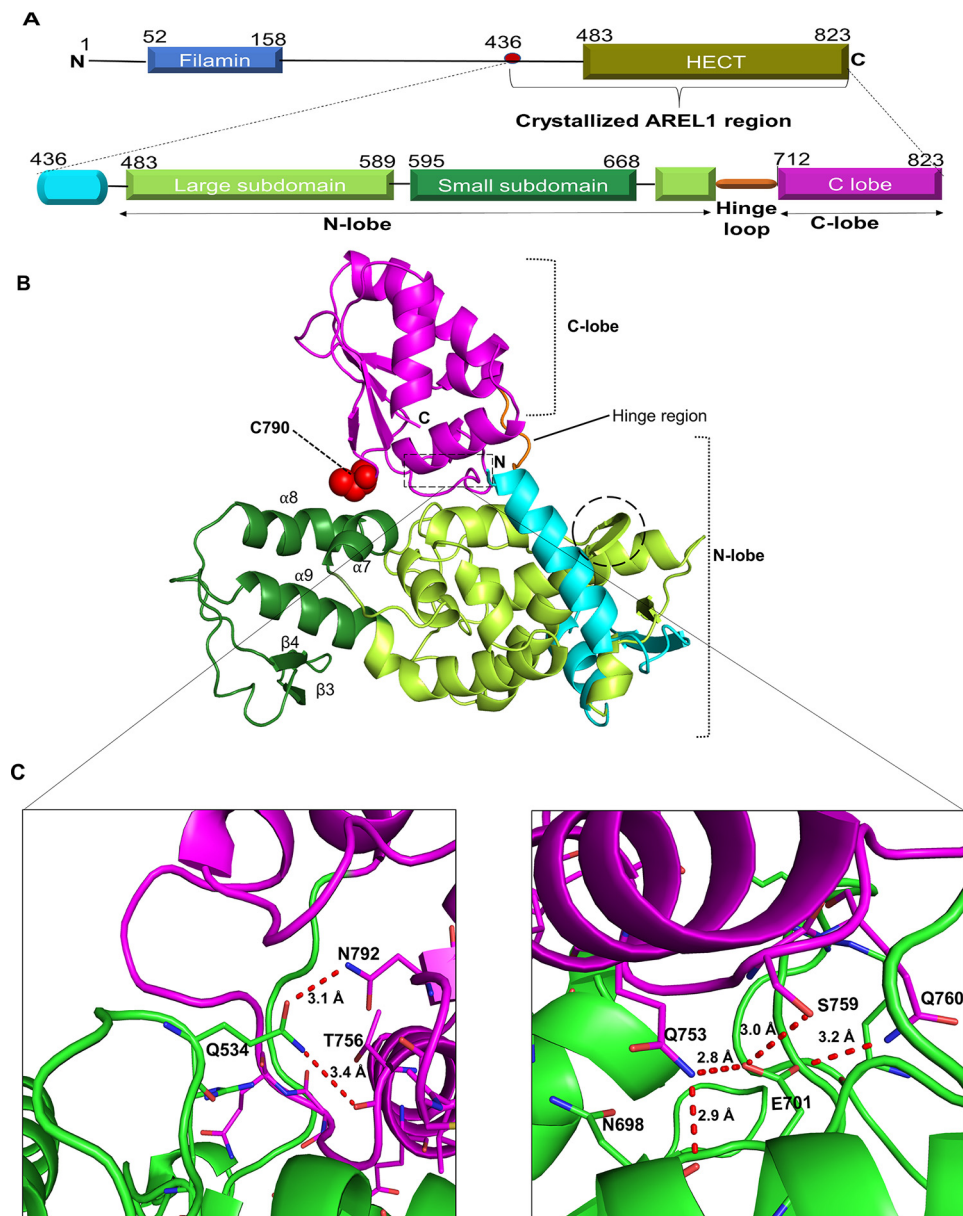 A
1
N
52
158
Filamin
436
483
823
HECT
C
Crystallized AREL1 region
436
483
589
595
668
712
823
Large subdomain
Small subdomain
C lobe
N-lobe
Hinge
loop
C-lobe
B
C-lobe
C
C790
Hinge region
N
α8
α7
N-lobe
α9
β4
β3
C
N792
3.1 Å
Q534
T756
3.4 Å
S759
Q760
Q753
3.0 Å
3.2 Å
2.8 Å
E701
N698
2.9 Å